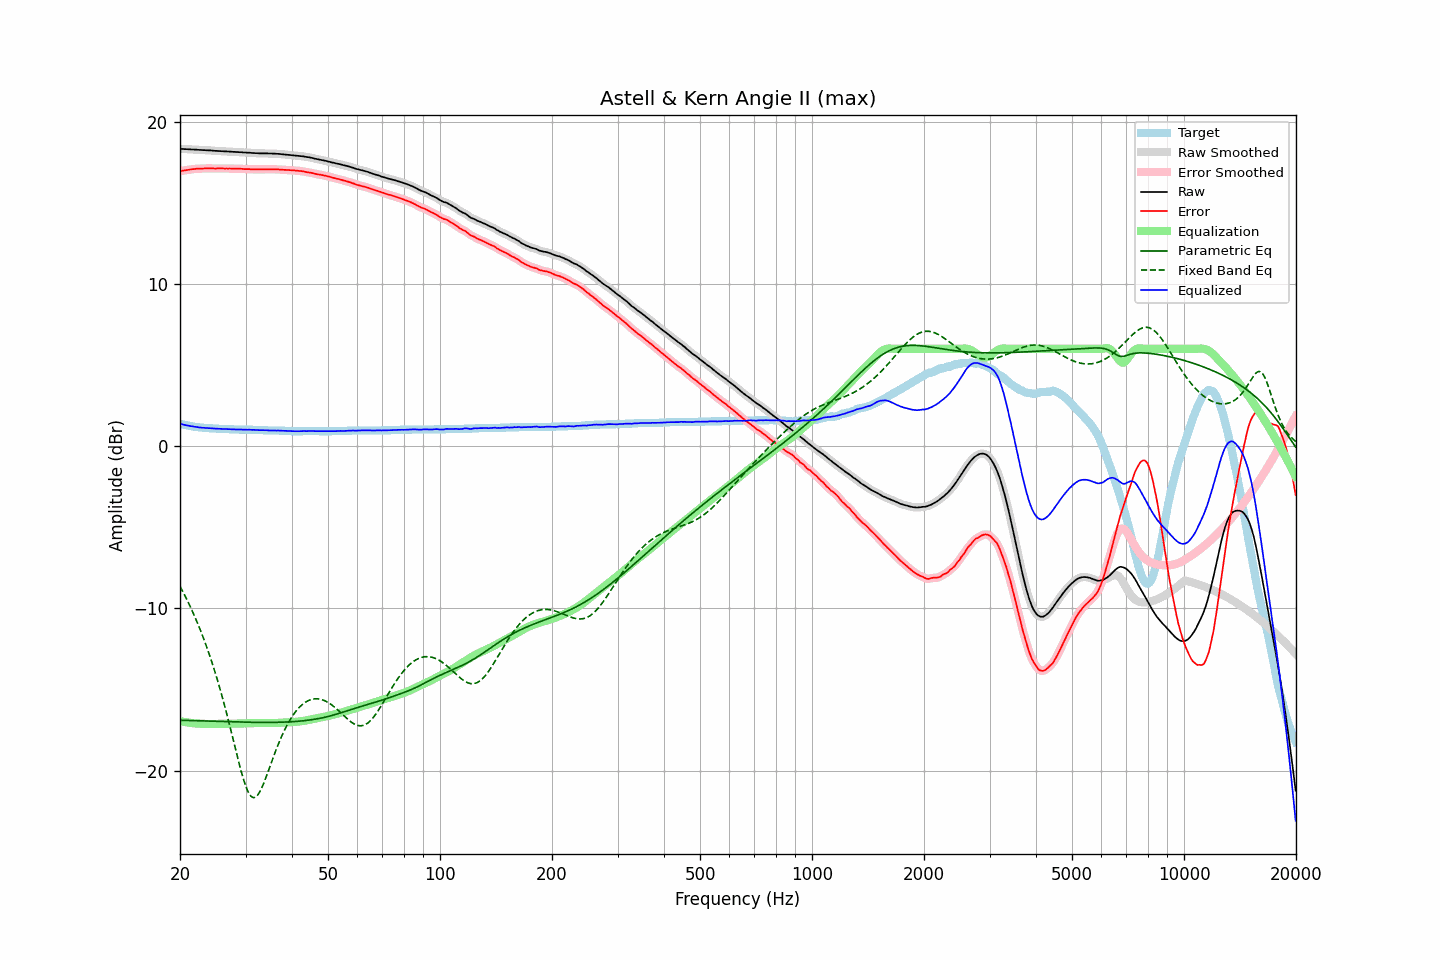 Astell & Kern Angie II (max)
20
10
0
−10
−20
Amplitude (dBr)
Target
Raw Smoothed
Error Smoothed
Raw
Error
Equalization
Parametric Eq
Fixed Band Eq
Equalized
20 50 100 200 500 1000 2000 5000 10000 20000
Frequency (Hz)